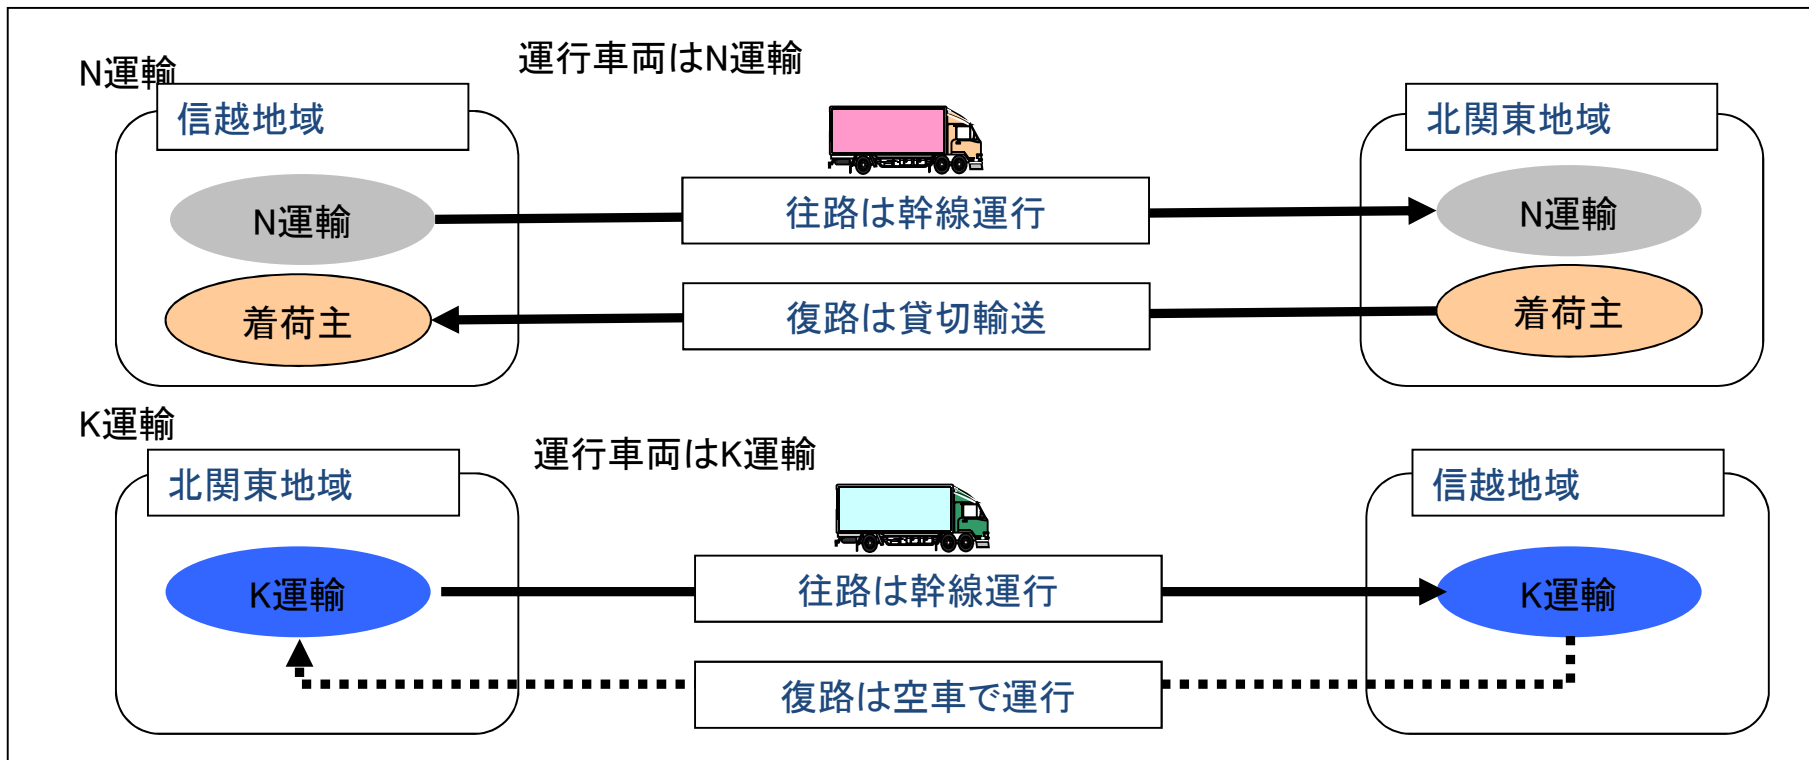 N運輸
運行車両はN運輸
信越地域
北関東地域
N運輸
往路は幹線運行
N運輸
着荷主
復路は貸切輸送
着荷主
K運輸
運行車両はK運輸
北関東地域
信越地域
K運輸
往路は幹線運行
K運輸
復路は空車で運行